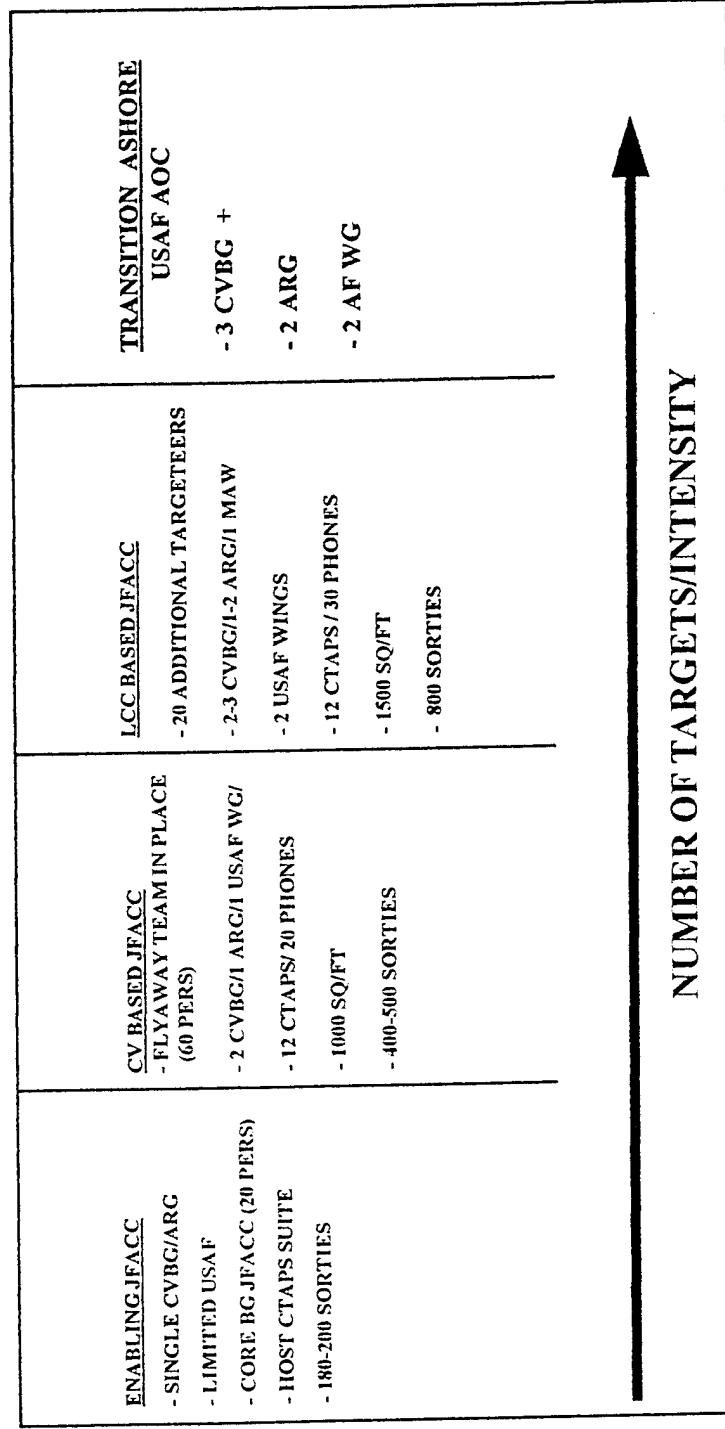 ENABLING JFACC
- SINGLE CVBG/ARG
- LIMITED USAF
- CORE BG JFACC (20 PERS)
- HOST CTAPS SUITE
- 180-200 SORTIES
CV BASED JFACC
- FLYAWAY TEAM IN PLACE
(60 PERS)
- 2 CVBG/1 ARG/1 USAF WG/
- 12 CTAPS/ 20 PHONES
- 1000 SQ/FT
- 400-500 SORTIES
LCC BASED JFACC
- 20 ADDITIONAL TARGETEERS
- 2-3 CVBG/1-2 ARG/1 MAW
- 2 USAF WINGS
- 12 CTAPS / 30 PHONES
- 1500 SQ/FT
- 800 SORTIES
TRANSITION ASHORE
USAF AOC
- 3 CVBG +
- 2 ARG
- 2 AF WG
NUMBER OF TARGETS/INTENSITY